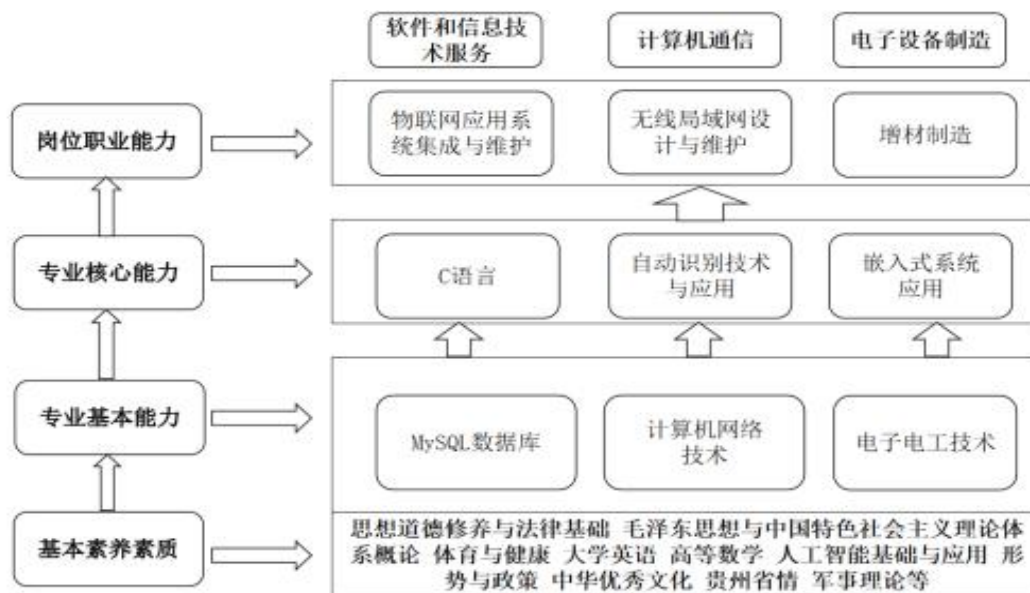 软件和信息技
术服务
计算机通信
电子设备制造
岗位职业能力
物联网应用系
统集成与维护
无线局域网设
计与维护
增材制造
专业核心能力
C语言
自动识别技术
与应用
嵌入式系统
应用
专业基本能力
MySQL数据库
计算机网络
技术
电子电工技术
基本素养素质
思想道德修养与法律基础 毛泽东思想与中国特色社会主义理论体
系概论 体育与健康 大学英语 高等数学 人工智能基础与应用 形
势与政策 中华优秀文化 贵州省情 军事理论等